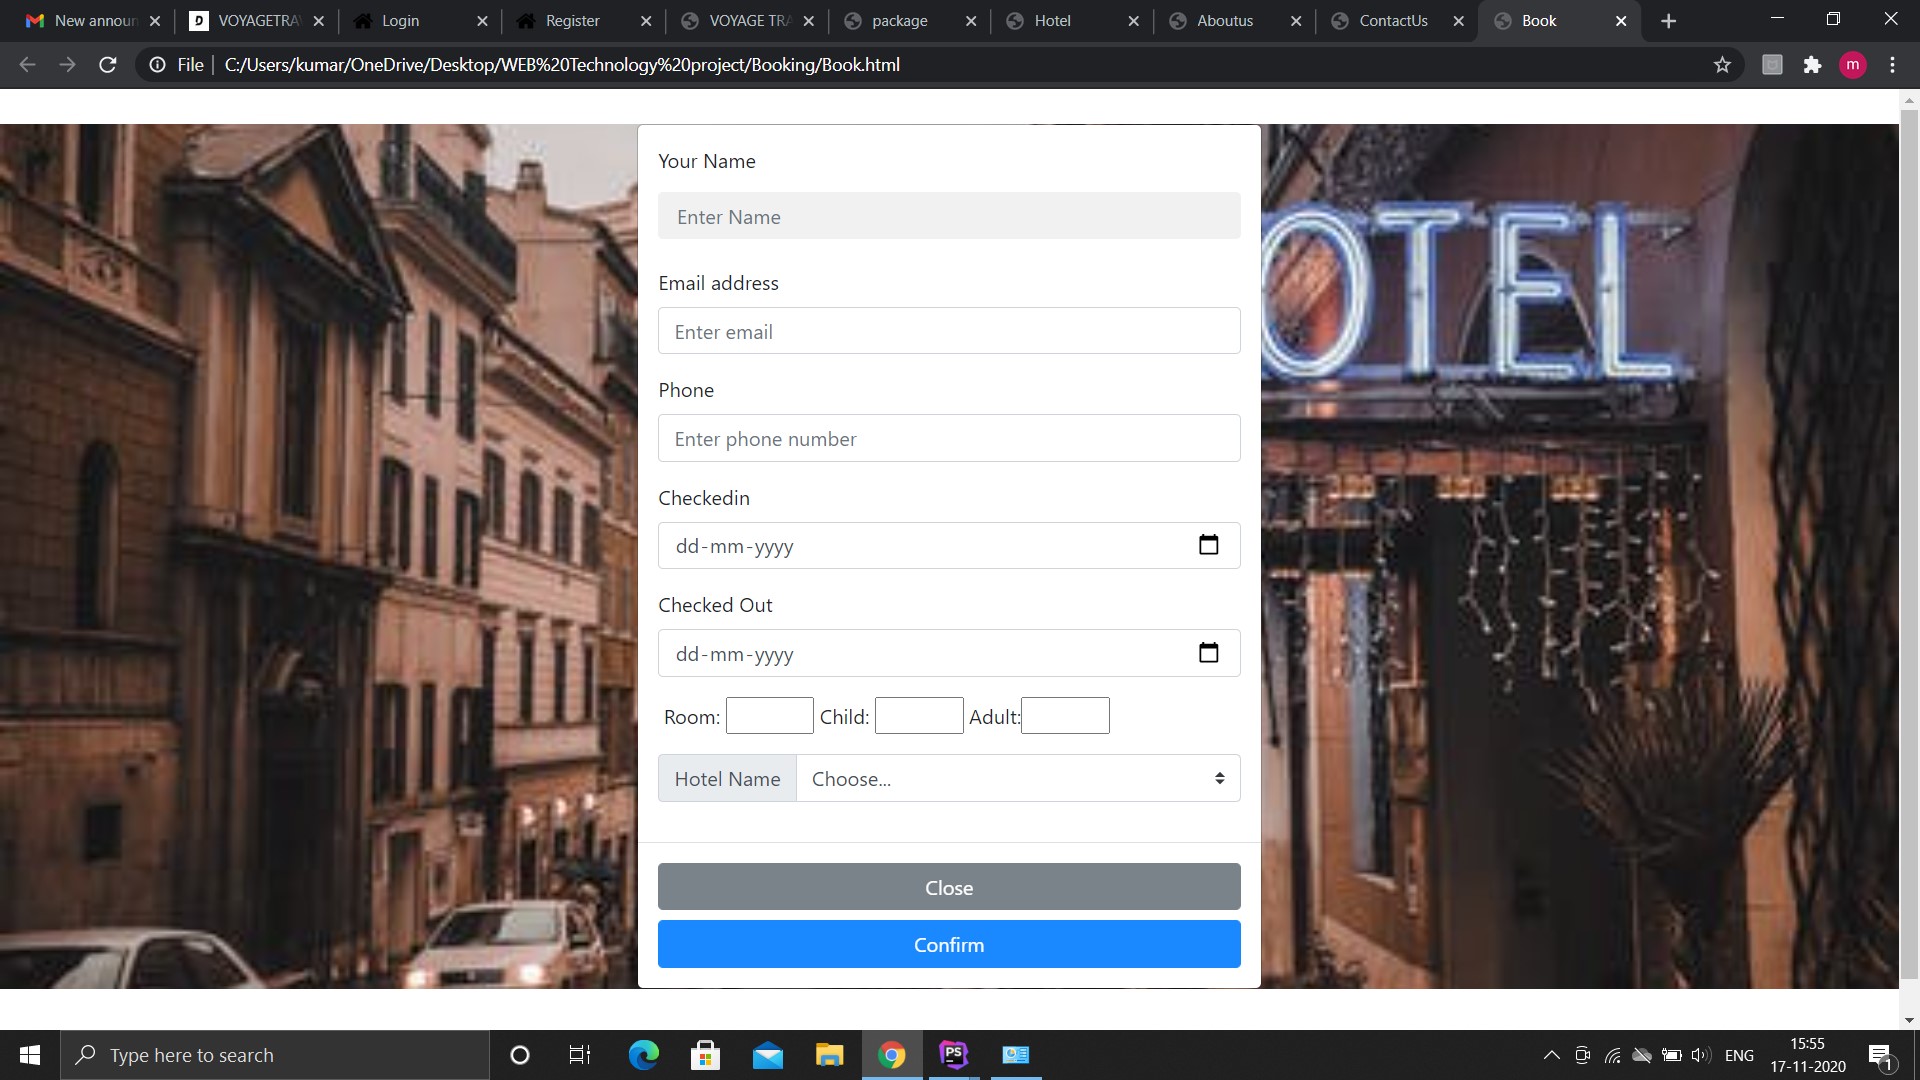 New announ
D VOYAGETRA
Login
Register
VOYAGE TRA
package
Hotel
Aboutus
ContactUs
Book
File C:/Users/kumar/OneDrive/Desktop/WEB%20Technology%20project/Booking/Book.html
m
OTEL
Your Name
Enter Name
Email address
Enter email
Phone
Enter phone number
Checkedin
dd-mm-yyyy
Checked Out
dd-mm-yyyy
Room: Child: Adult:
Hotel Name Choose...
Close
Confirm
Type here to search
PS
ENG
15:55
17-11-2020
1